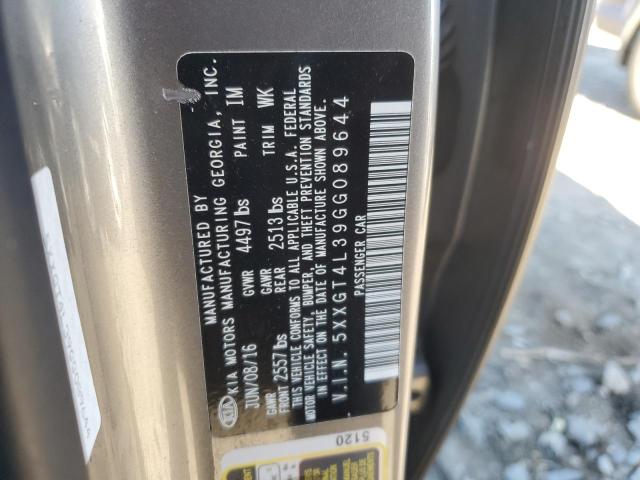 MANUFACTURED BY
KIA KIA MOTORS MANUFACTURING GEORGIA, INC.
JUN/08/16 GVWR 4497lbs PAINT IM
GAWR FRONT 2557lbs GAWR REAR 2513lbs TRIM WK
THIS VEHICLE CONFORMS TO ALL APPLICABLE U.S.A. FEDERAL
MOTOR VEHICLE SAFETY, BUMPER, AND THEFT PREVENTION STANDARDS
IN EFFECT ON THE DATE OF MANUFACTURE SHOWN ABOVE.
V.I.N. 5XXGT4L39GG089644
PASSENGER CAR
5120